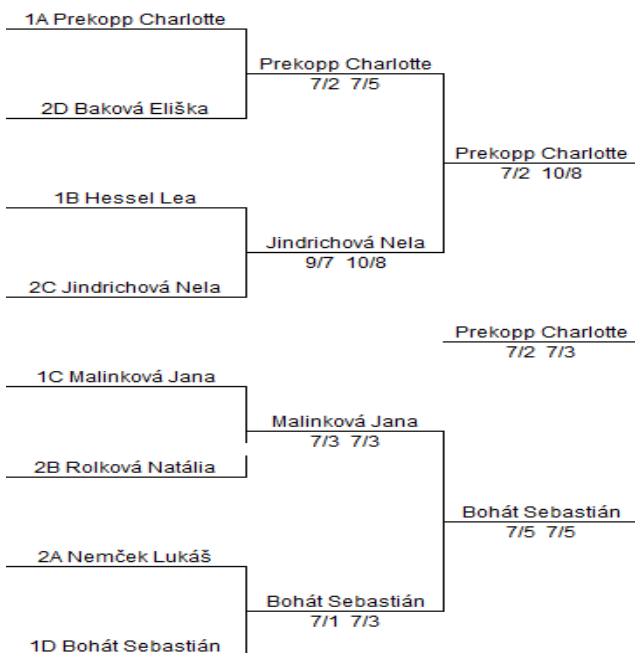 1A Prekopp Charlotte
Prekopp Charlotte
7/2 7/5
2D Baková Eliška
Prekopp Charlotte
7/2 10/8
1B Hessel Lea
Jindrichová Nela
9/7 10/8
2C Jindrichová Nela
Prekopp Charlotte
7/2 7/3
1C Malinková Jana
Malinková Jana
7/3 7/3
2B Rolková Natália
Bohát Sebastián
7/5 7/5
2A Nemček Lukáš
Bohát Sebastián
7/1 7/3
1D Bohát Sebastián